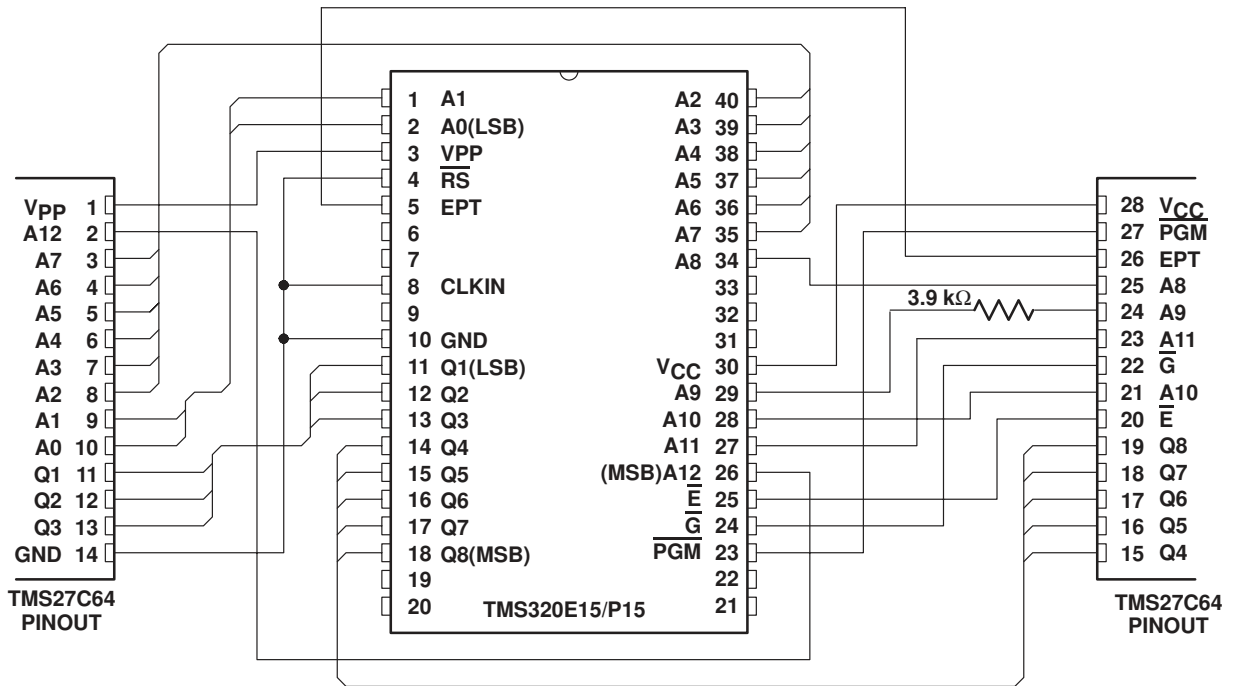 VPP 1
A12 2
A7 3
A6 4
A5 5
A4 6
A3 7
A2 8
A1 9
A0 10
Q1 11
Q2 12
Q3 13
GND 14
TMS27C64
PINOUT
1 A1
2 A0(LSB)
3 VPP
4 R̅S̅
5 EPT
6
7
8 CLKIN
9
10 GND
11 Q1(LSB)
12 Q2
13 Q3
14 Q4
15 Q5
16 Q6
17 Q7
18 Q8(MSB)
19
20
A2 40
A3 39
A4 38
A5 37
A6 36
A7 35
A8 34
33
32
31
VCC 30
A9 29
A10 28
A11 27
(MSB)A12 26
E̅ 25
G̅ 24
P̅G̅M̅ 23
22
21
TMS320E15/P15
3.9 kΩ
28 VCC
27 P̅G̅M̅
26 EPT
25 A8
24 A9
23 A11
22 G̅
21 A10
20 E̅
19 Q8
18 Q7
17 Q6
16 Q5
15 Q4
TMS27C64
PINOUT